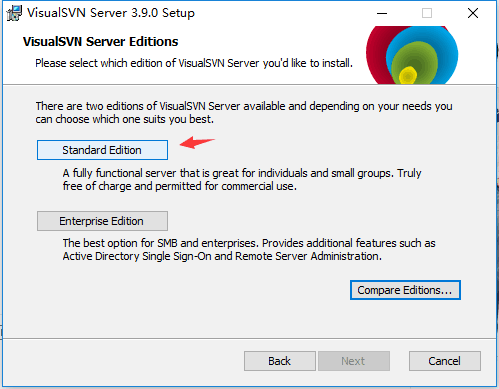 VisualSVN Server 3.9.0 Setup
VisualSVN Server Editions
Please select which edition of VisualSVN Server you'd like to install.
There are two editions of VisualSVN Server available and depending on your needs you
can choose which one suits you best.
Standard Edition
A fully functional server that is great for individuals and small groups. Truly
free of charge and permitted for commercial use.
Enterprise Edition
The best option for SMB and enterprises. Provides additional features such as
Active Directory Single Sign-On and Remote Server Administration.
Compare Editions...
Back
Next
Cancel